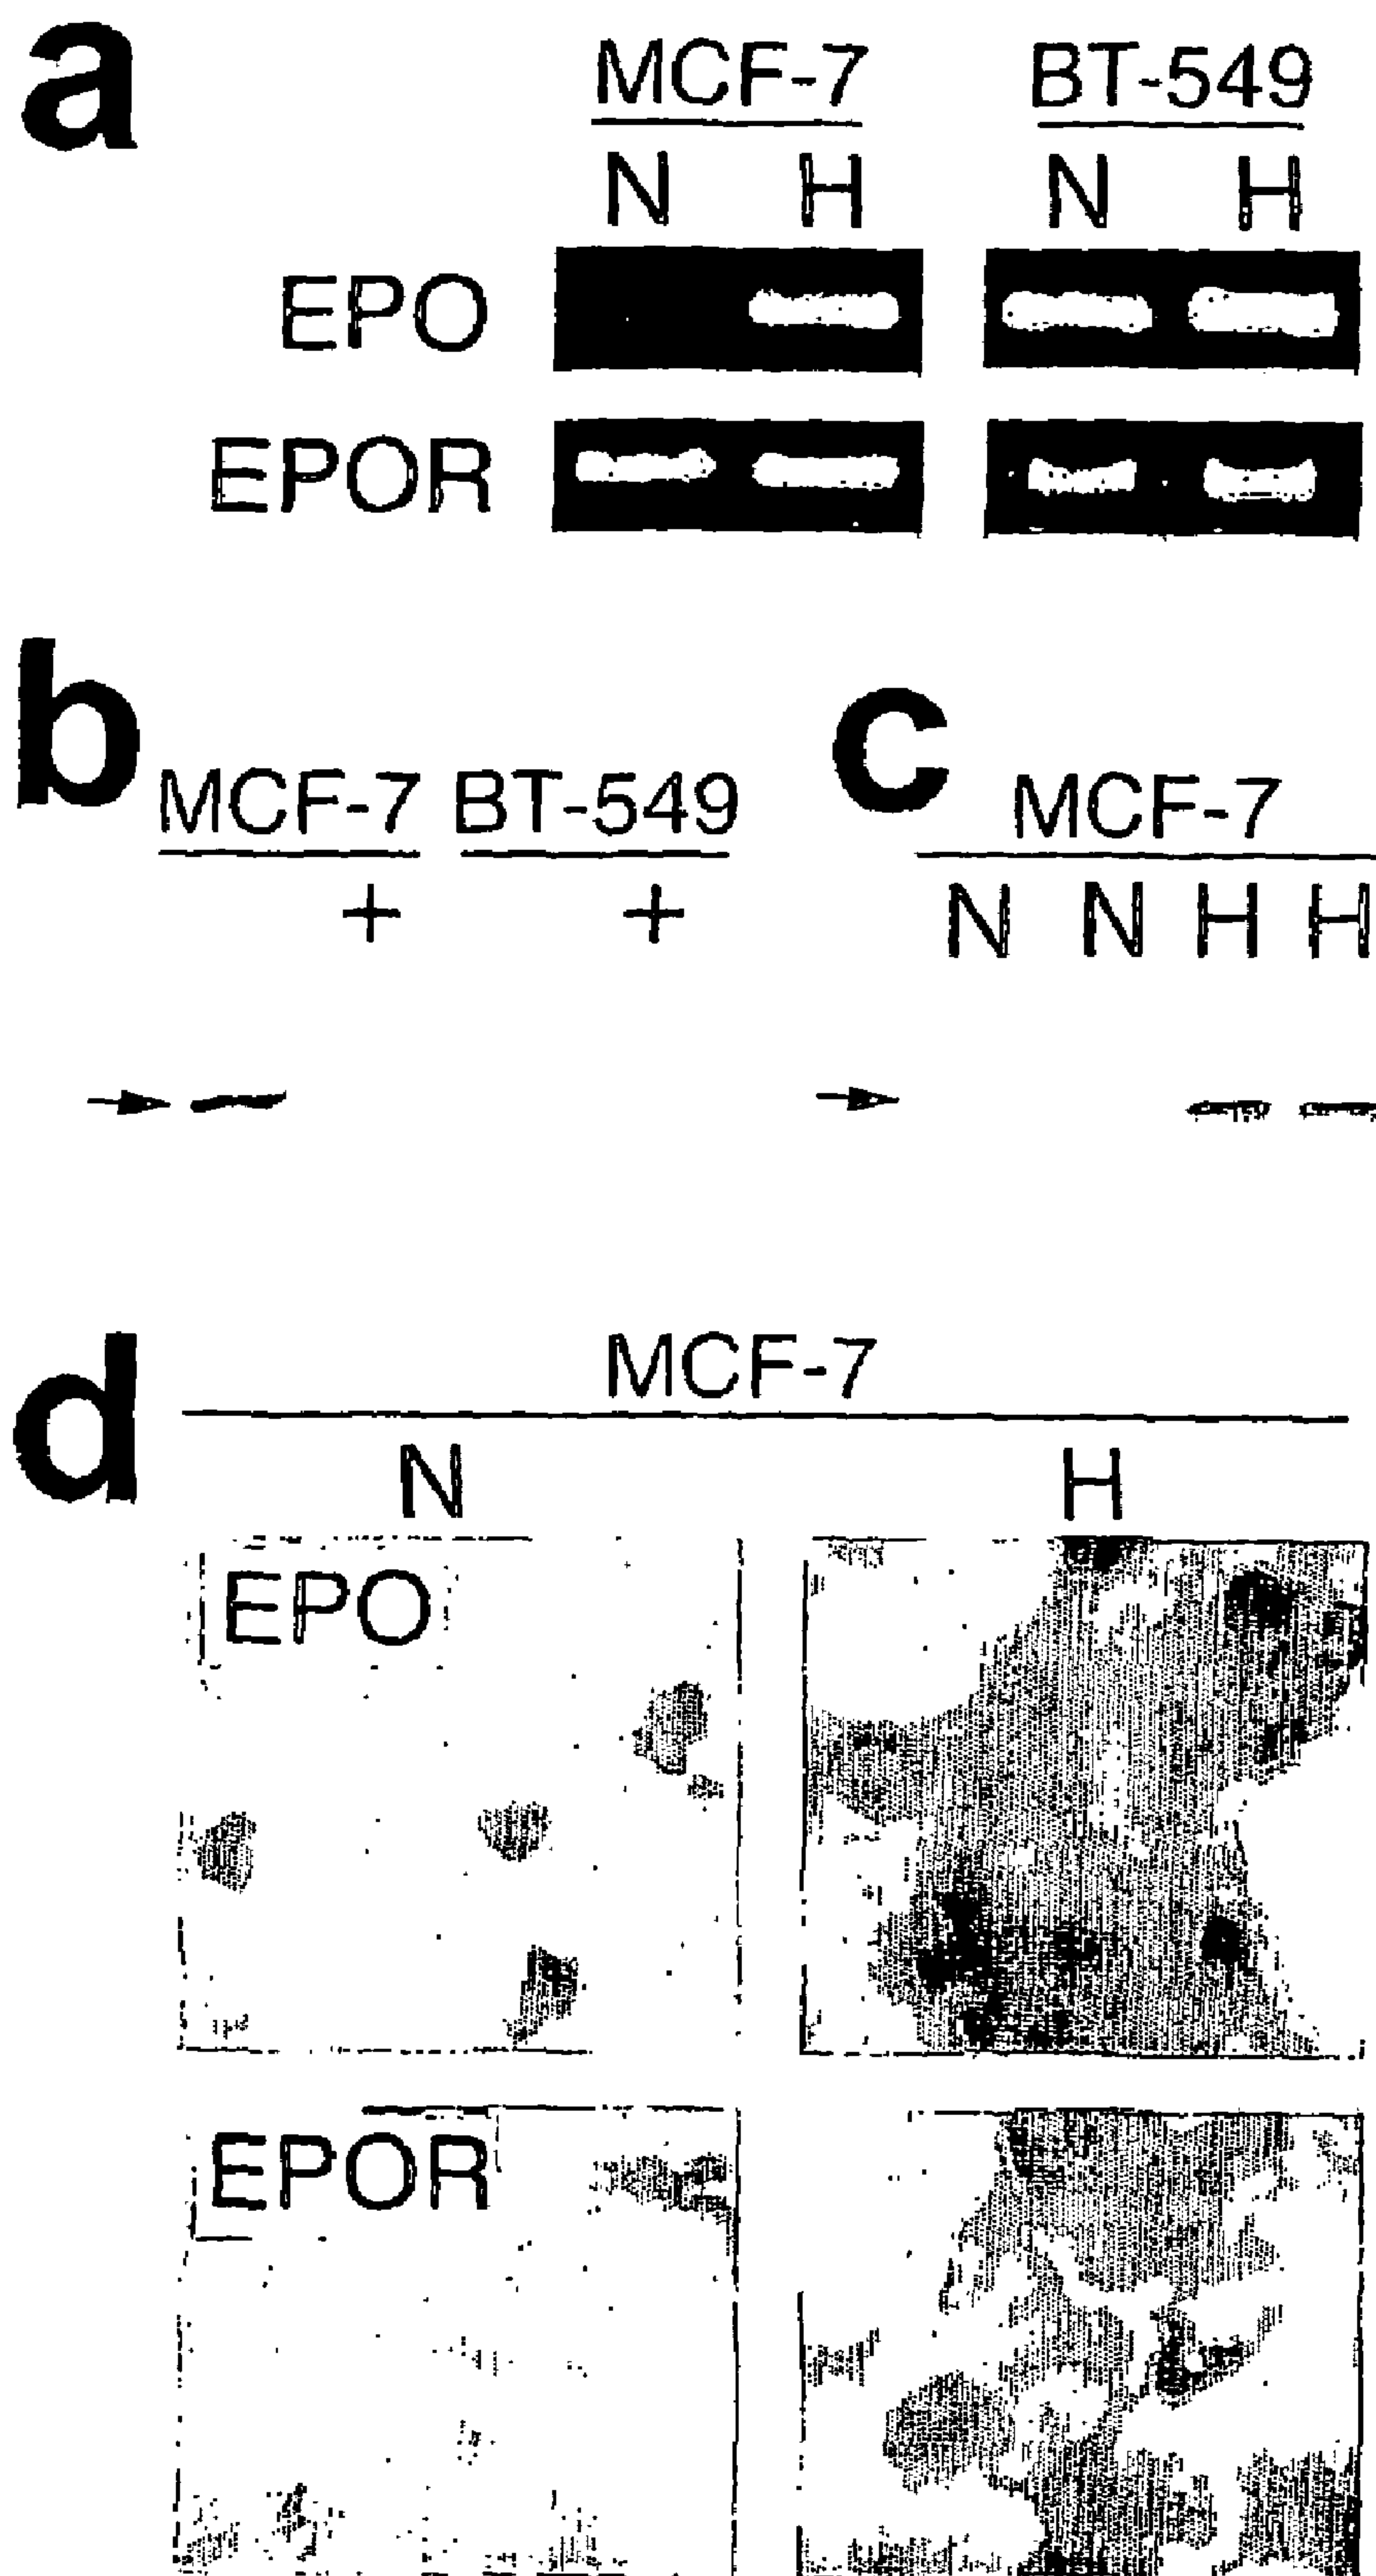 a
MCF-7 BT-549
N H N H
EPO
EPOR
b c
MCF-7 BT-549 MCF-7
+ + N N H H
d MCF-7
N H
EPO
EPOR